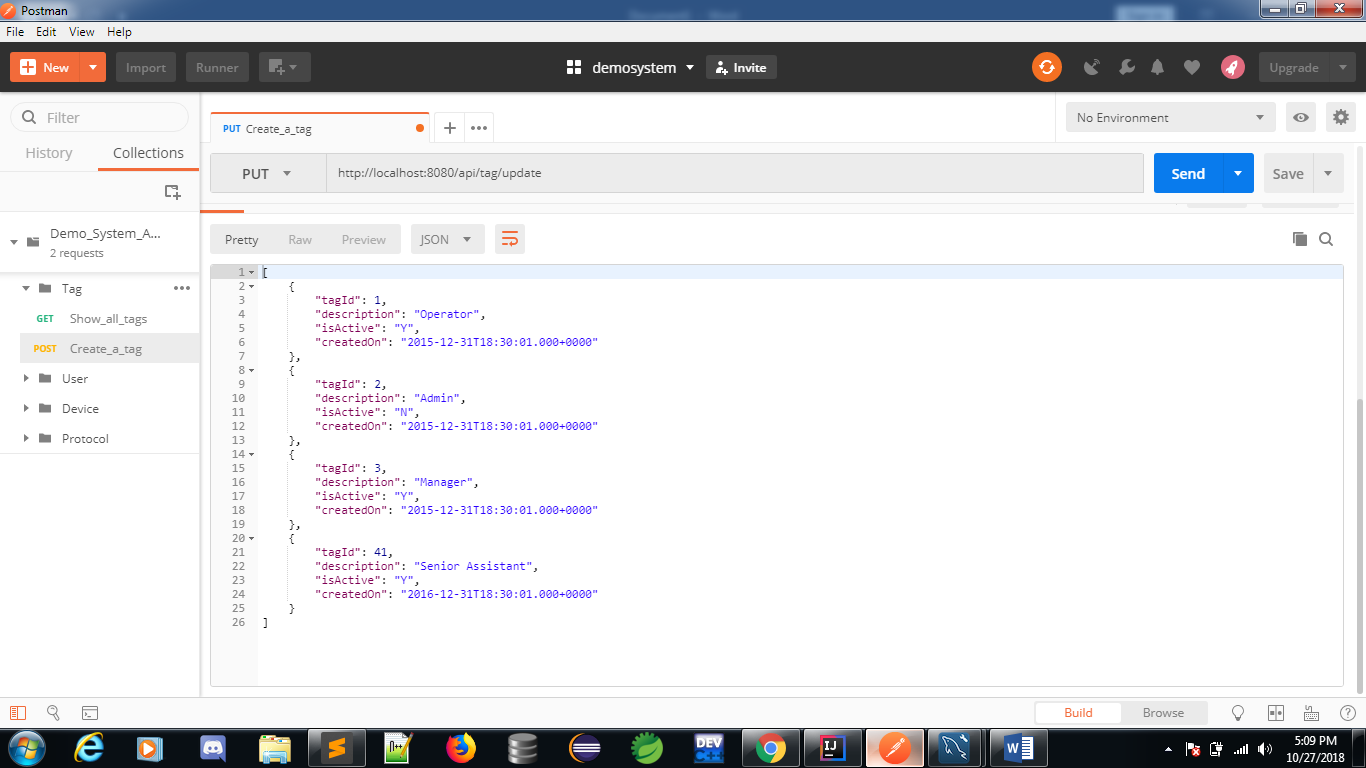 Postman
File Edit View Help
New
Import
Runner
demosystem
Invite
Upgrade
Filter
History
Collections
Demo_System_A...
2 requests
Tag
GET Show_all_tags
POST Create_a_tag
User
Device
Protocol
PUT Create_a_tag
No Environment
PUT
http://localhost:8080/api/tag/update
Send
Save
Pretty Raw Preview
JSON
1 [
2 {
3 "tagId": 1,
4 "description": "Operator",
5 "isActive": "Y",
6 "createdOn": "2015-12-31T18:30:01.000+0000"
7 },
8 {
9 "tagId": 2,
10 "description": "Admin",
11 "isActive": "N",
12 "createdOn": "2015-12-31T18:30:01.000+0000"
13 },
14 {
15 "tagId": 3,
16 "description": "Manager",
17 "isActive": "Y",
18 "createdOn": "2015-12-31T18:30:01.000+0000"
19 },
20 {
21 "tagId": 41,
22 "description": "Senior Assistant",
23 "isActive": "Y",
24 "createdOn": "2016-12-31T18:30:01.000+0000"
25 }
26 ]
Build
Browse
DEV
IJ
W
5:09 PM
10/27/2018